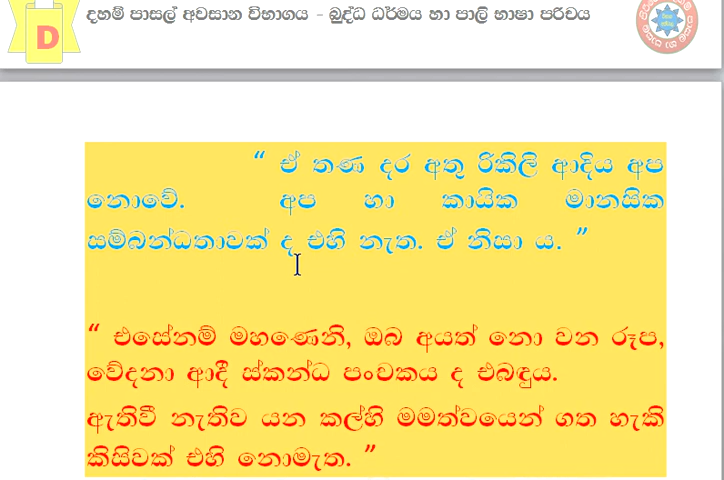 D
දහම් පාසල් අවසාන විභාගය - බුද්ධ ධර්මය හා පාලි භාෂා පරිචය
“ ඒ තණ දර අතු රිකිලි ආදිය අප
නොවේ. අප හා කායික මානසික
සම්බන්ධතාවක් ද එහි නැත. ඒ නිසා ය. ”
“ එසේනම් මහණෙනි, ඔබ අයත් නො වන රූප,
වේදනා ආදී ස්කන්ධ පංචකය ද එබඳුය.
ඇතිවී නැතිව යන කල්හි මමත්වයෙන් ගත හැකි
කිසිවක් එහි නොමැත. ”